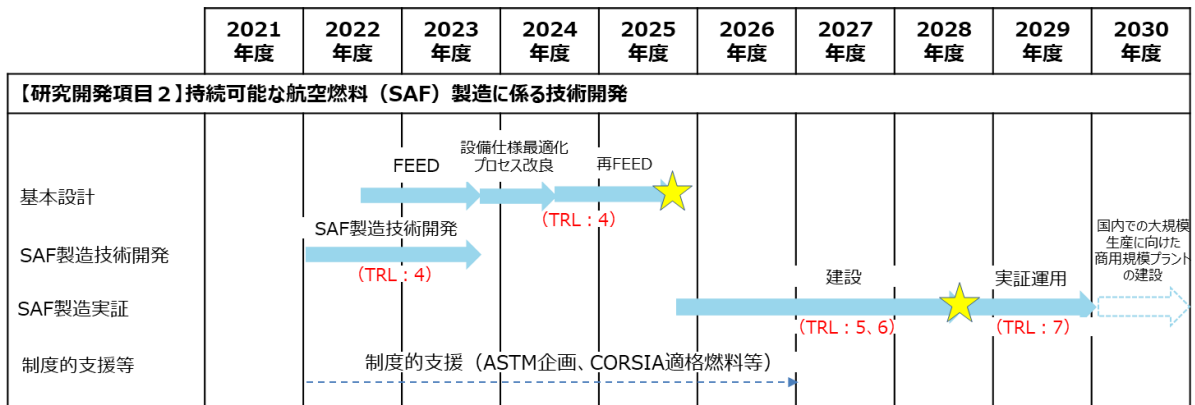 2021
年度
2022
年度
2023
年度
2024
年度
2025
年度
2026
年度
2027
年度
2028
年度
2029
年度
2030
年度
【研究開発項目２】持続可能な航空燃料（SAF）製造に係る技術開発
基本設計
FEED
設備仕様最適化
プロセス改良
再FEED
（TRL：4）
SAF製造技術開発
SAF製造技術開発
（TRL：4）
SAF製造実証
建設
（TRL：5、6）
実証運用
（TRL：7）
国内での大規模
生産に向けた
商用規模プラント
の建設
制度的支援等
制度的支援（ASTM企画、CORSIA適格燃料等）